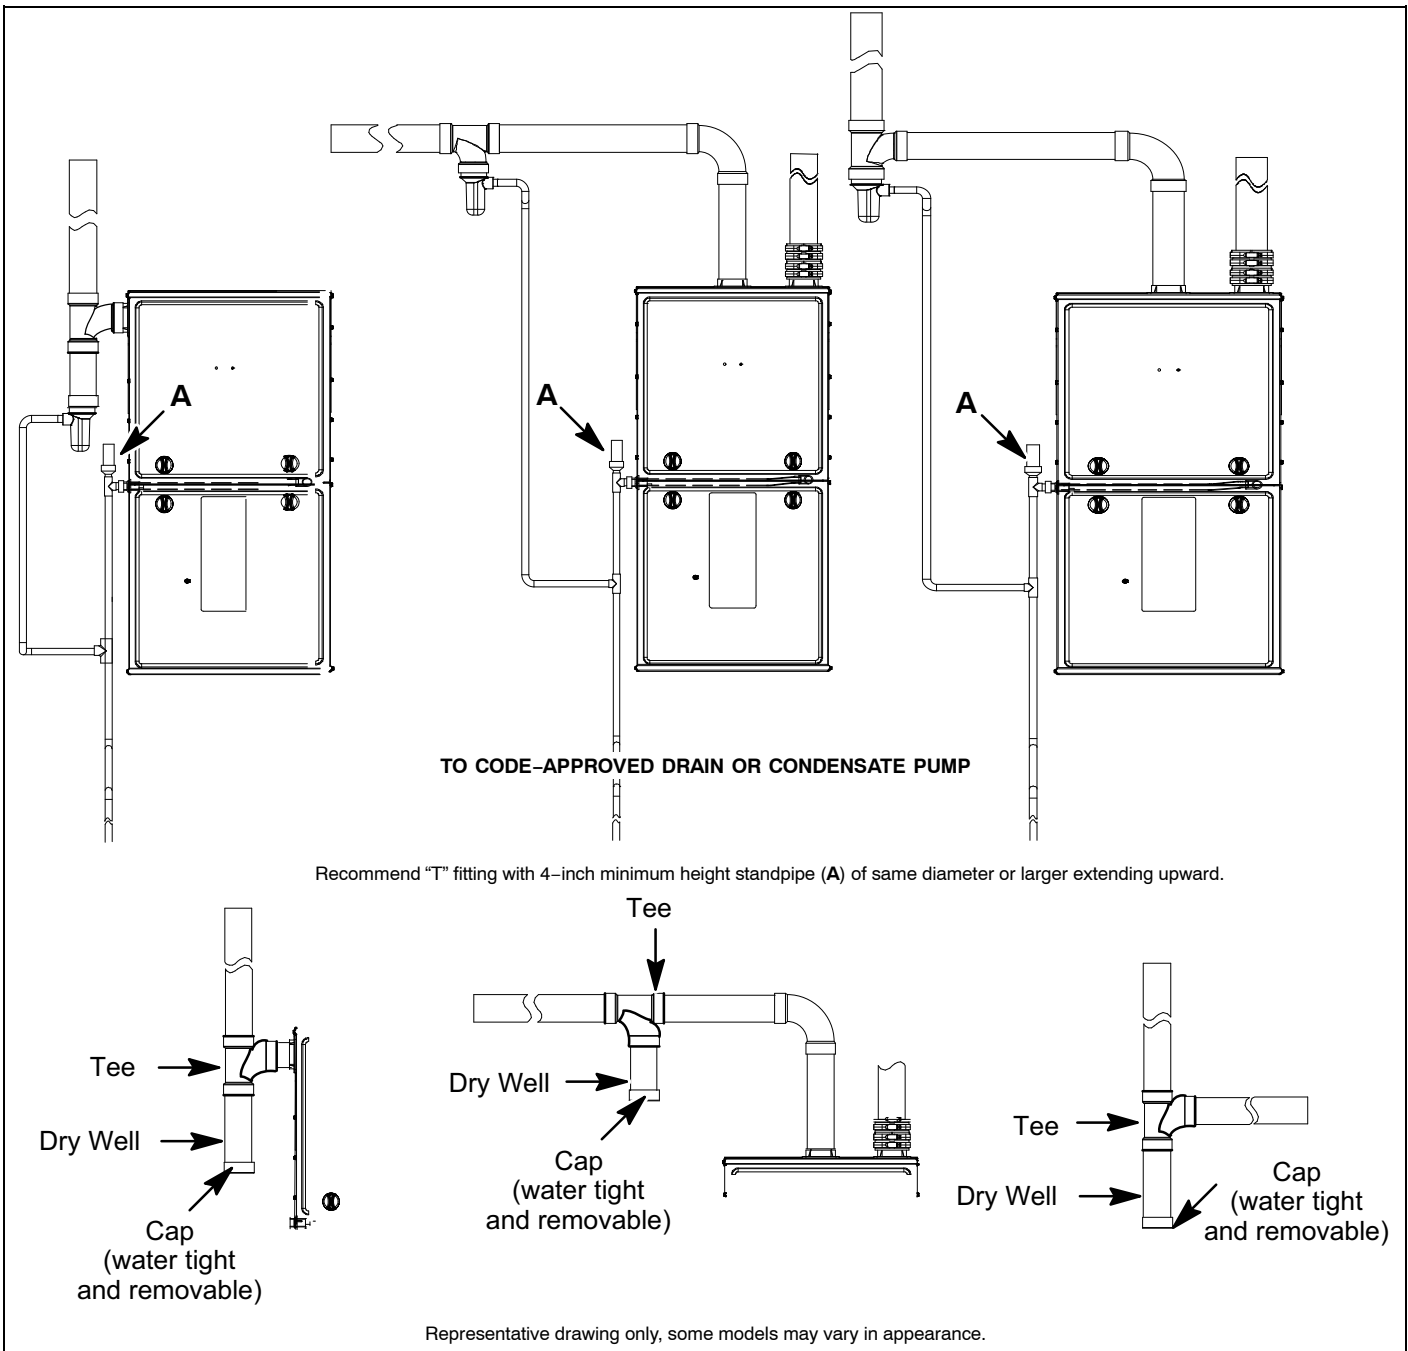 A
A
A
TO CODE–APPROVED DRAIN OR CONDENSATE PUMP
Recommend “T” fitting with 4–inch minimum height standpipe (A) of same diameter or larger extending upward.
Tee
Dry Well
Cap
(water tight
and removable)
Tee
Dry Well
Cap
(water tight
and removable)
Tee
Dry Well
Cap
(water tight
and removable)
Representative drawing only, some models may vary in appearance.